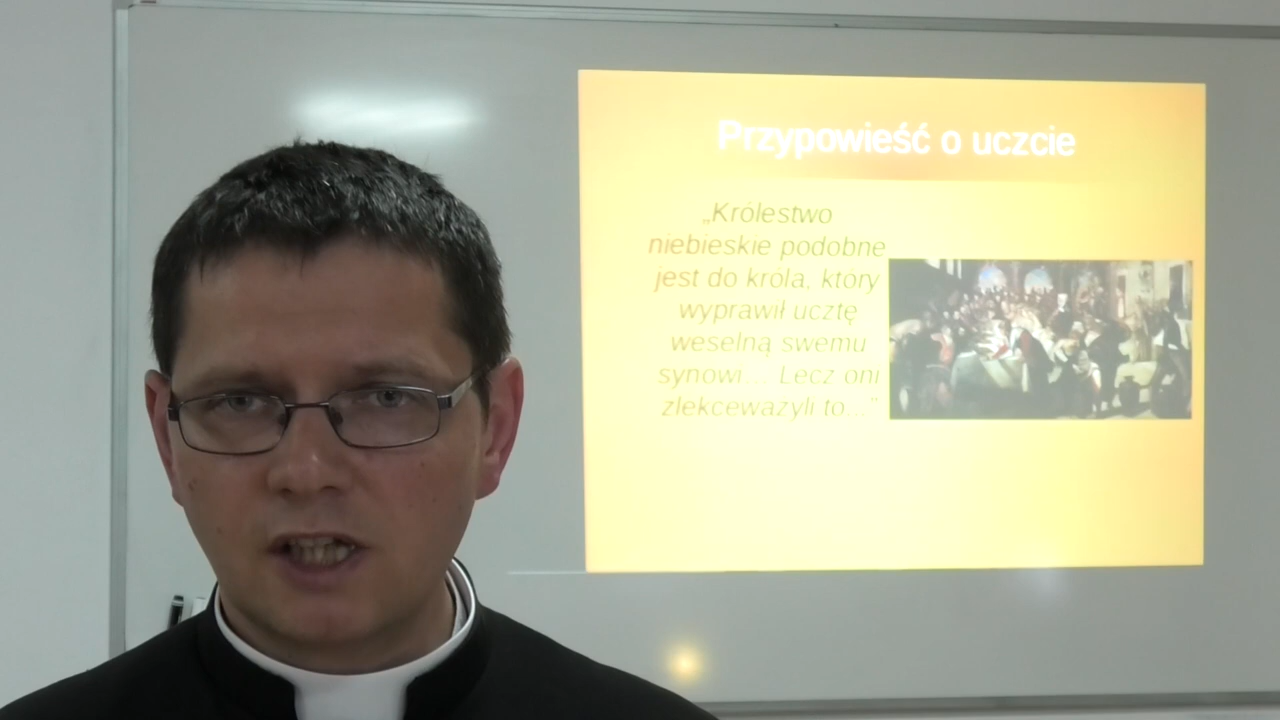 Przypowieść o uczcie
„Królestwo
niebieskie podobne
jest do króla, który
wyprawił ucztę
weselną swemu
synowi... Lecz oni
zlekceważyli to...”